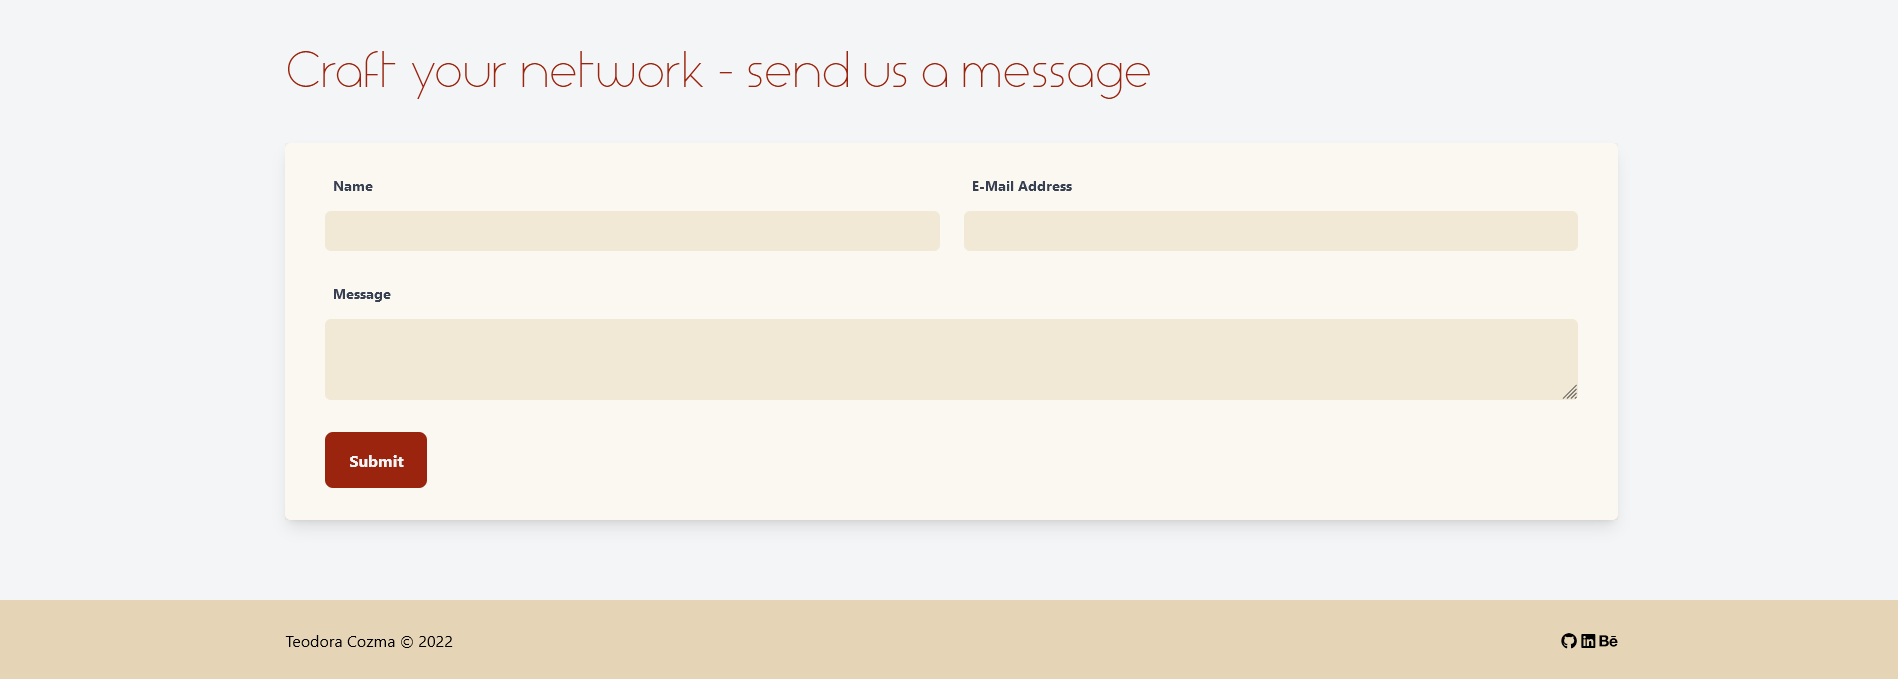 Craft your network - send us a message
Name
E-Mail Address
Message
Submit
Teodora Cozma © 2022
in Bē